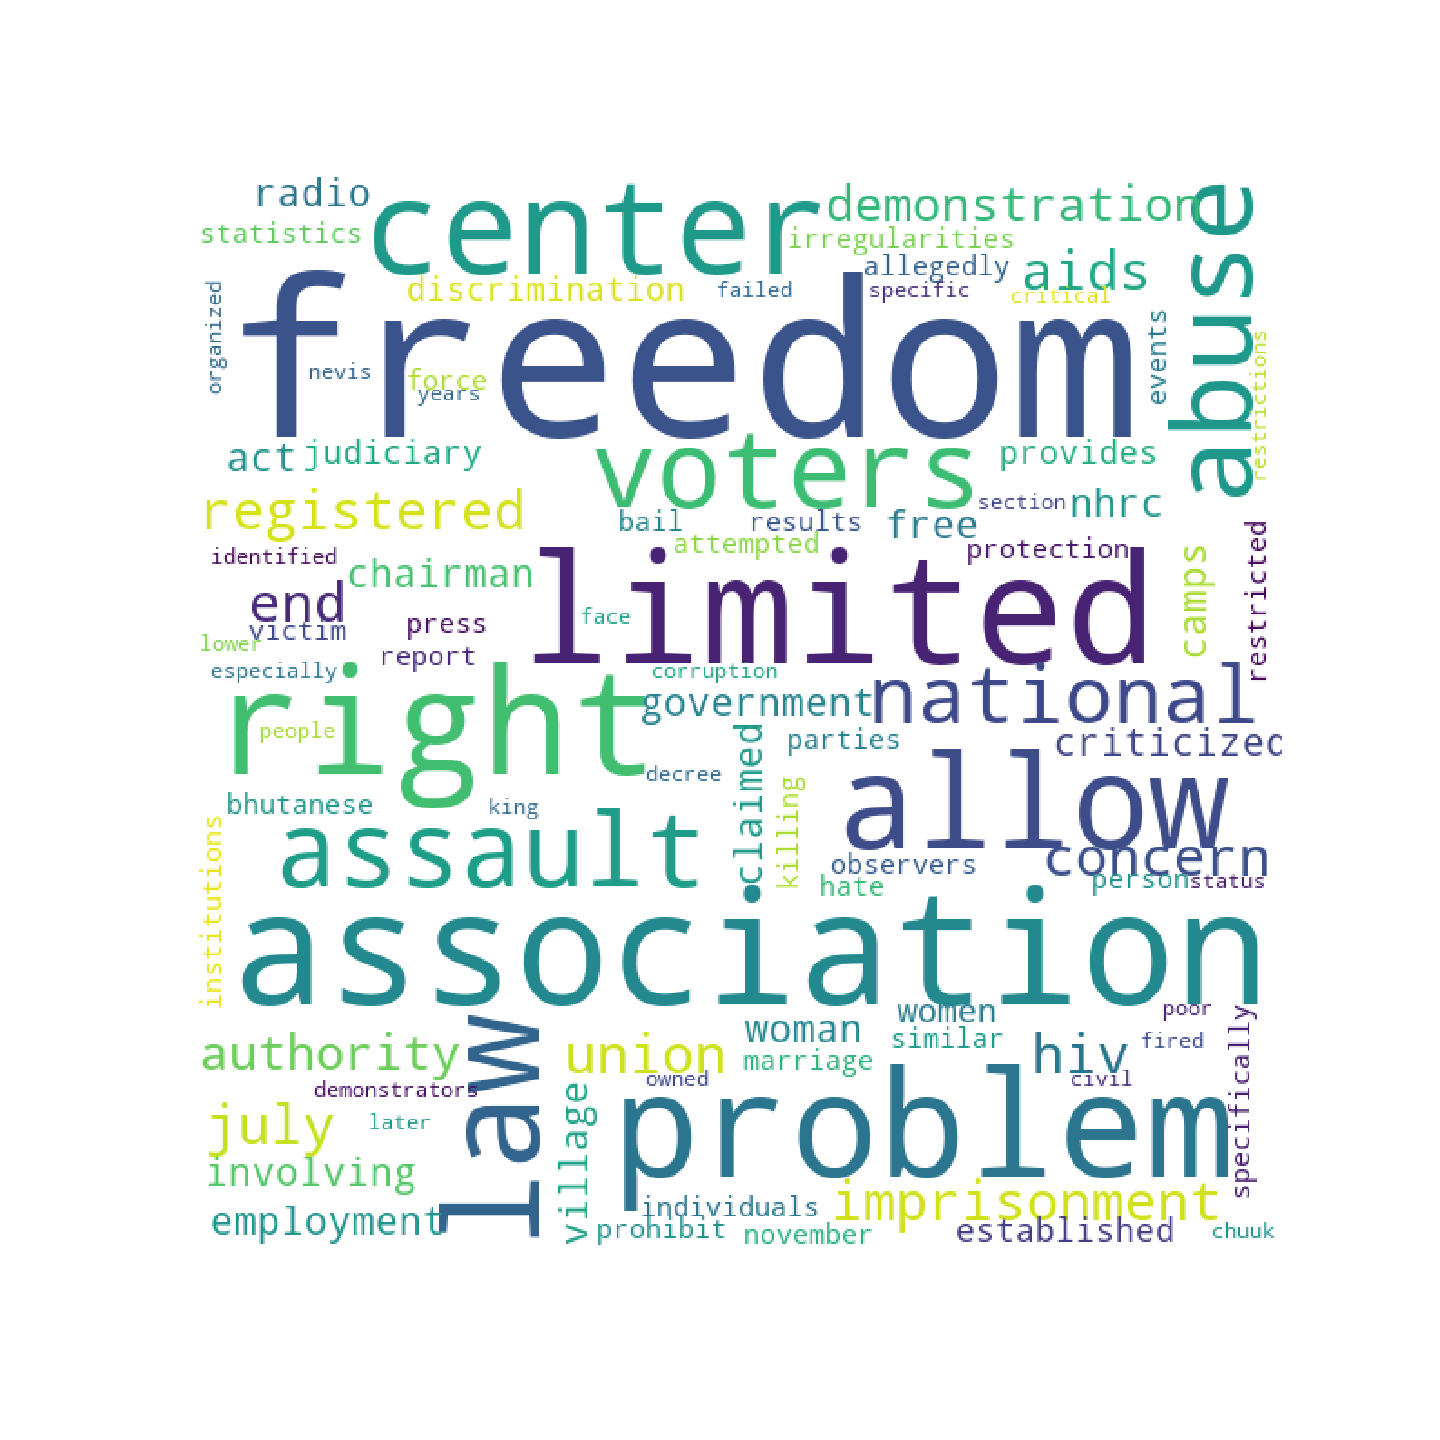 radio
center
demonstration
abuse
statistics
irregularities
allegedly
aids
organized
discrimination
failed
specific
critical
freedom
events
restrictions
nevis
force
years
act
judiciary
voters
provides
registered
section
nhrc
bail
results
free
attempted
protection
identified
limited
camps
restricted
chairman
end
face
victim
press
lower
report
especially
right
corruption
government
national
people
parties
criticized
claimed
decree
allow
killing
bhutanese
king
assault
institutions
observers
concern
hate
person
status
association
women
poor
specifically
law
woman
similar
authority
union
marriage
hiv
fired
demonstrators
owned
civil
village
problem
july
later
involving
individuals
imprisonment
employment
prohibit
november
established
chuuk